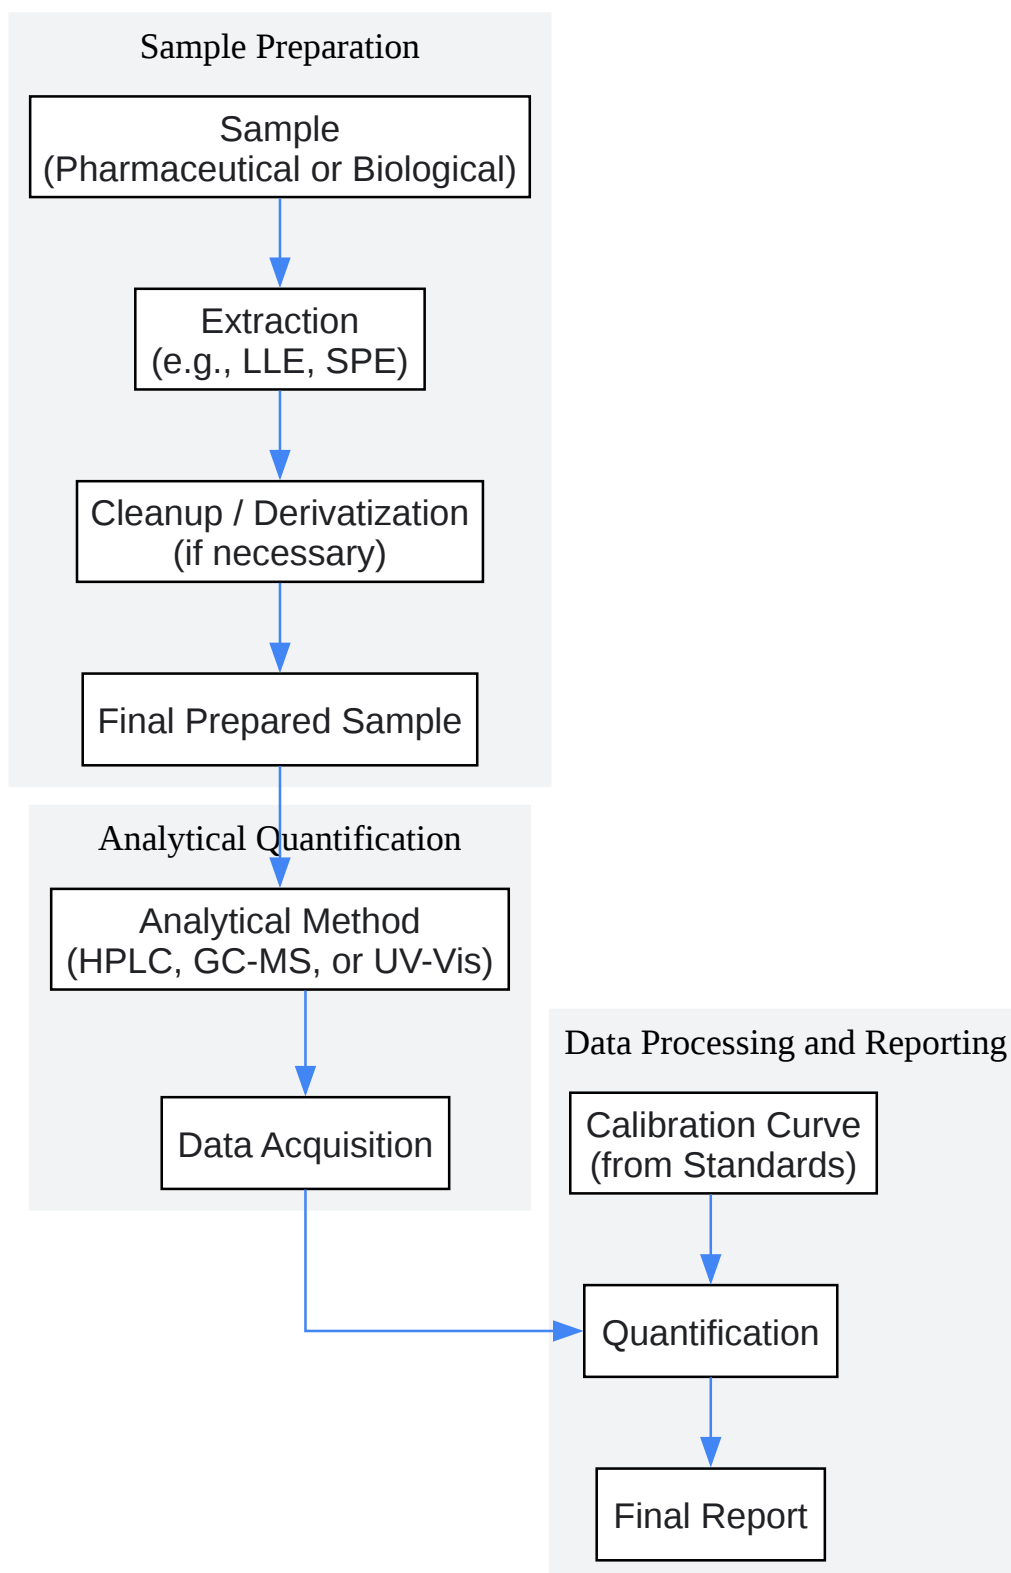 Sample Preparation
Sample
(Pharmaceutical or Biological)
Extraction
(e.g., LLE, SPE)
Cleanup / Derivatization
(if necessary)
Final Prepared Sample
Analytical Quantification
Analytical Method
(HPLC, GC-MS, or UV-Vis)
Data Acquisition
Data Processing and Reporting
Calibration Curve
(from Standards)
Quantification
Final Report